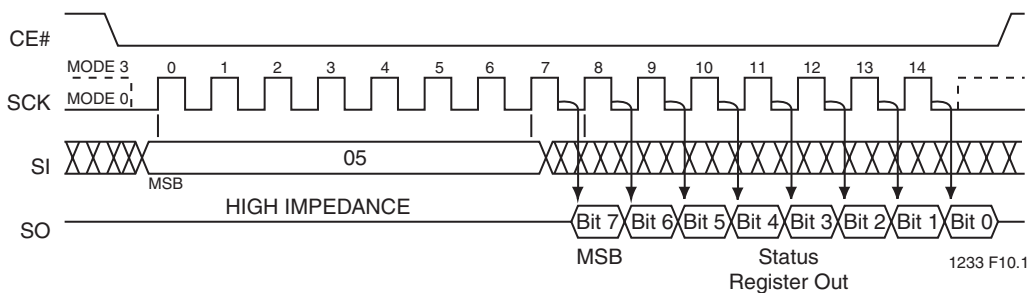 CE#
MODE 3
0 1 2 3 4 5 6 7 8 9 10 11 12 13 14
SCK
MODE 0
SI
05
MSB
HIGH IMPEDANCE
SO
Bit 7 Bit 6 Bit 5 Bit 4 Bit 3 Bit 2 Bit 1 Bit 0
MSB
Status
Register Out
1233 F10.1